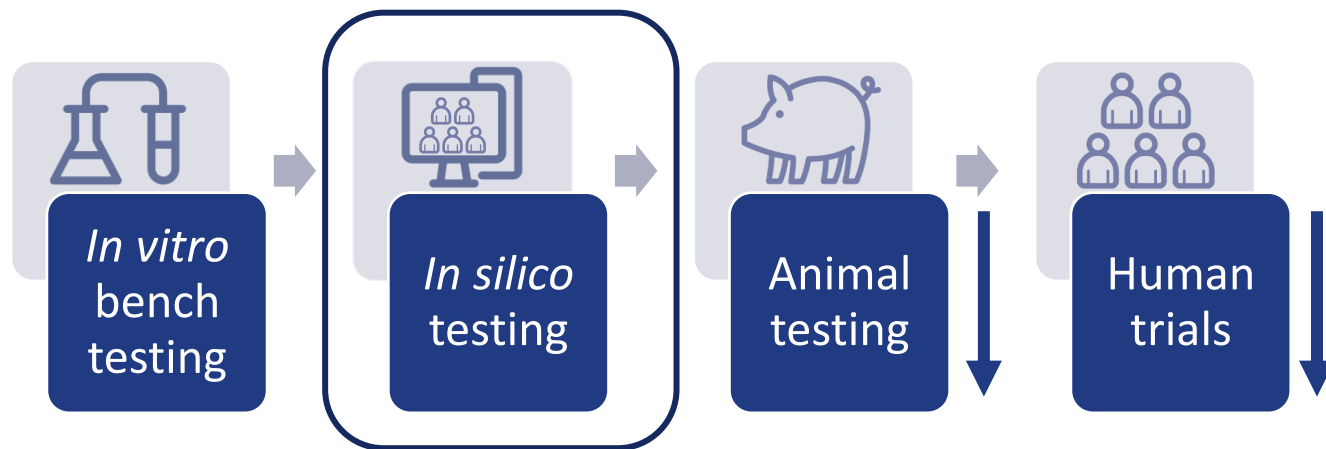 In vitro
bench
testing
In silico
testing
Animal
testing
Human
trials